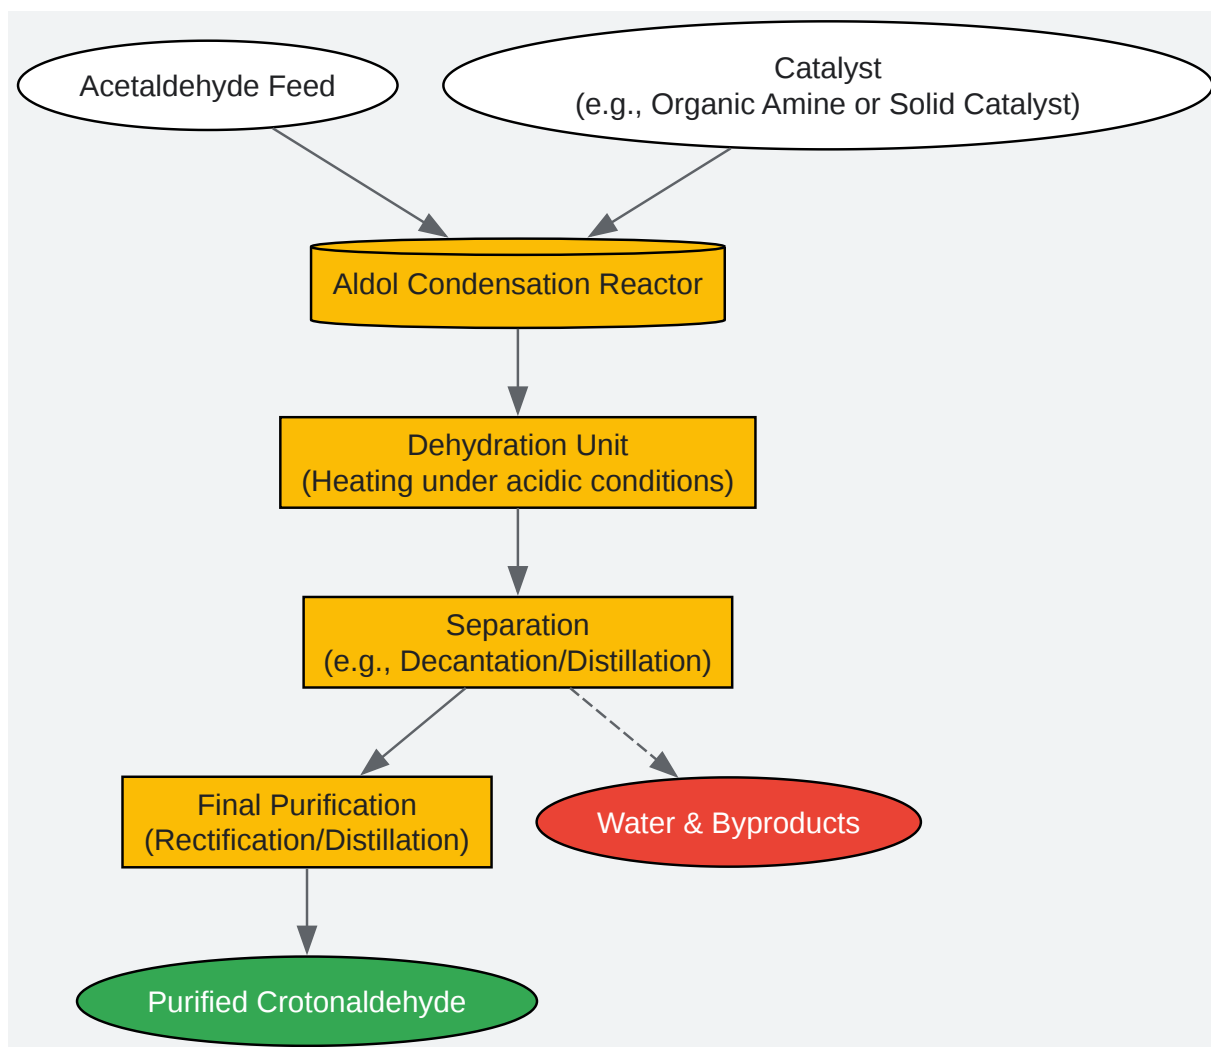 Acetaldehyde Feed
Catalyst
(e.g., Organic Amine or Solid Catalyst)
Aldol Condensation Reactor
Dehydration Unit
(Heating under acidic conditions)
Separation
(e.g., Decantation/Distillation)
Final Purification
(Rectification/Distillation)
Water & Byproducts
Purified Crotonaldehyde